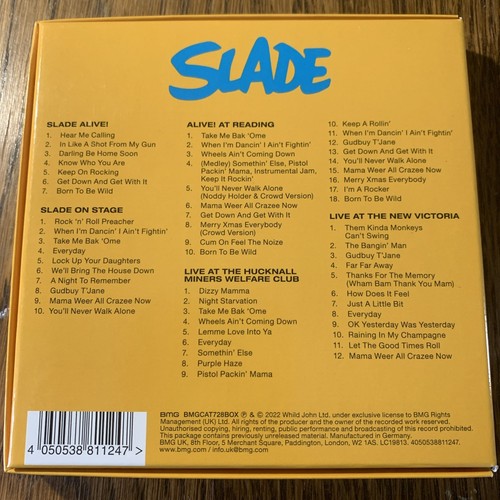 SLADE
SLADE ALIVE!
1. Hear Me Calling
2. In Like A Shot From My Gun
3. Darling Be Home Soon
4. Know Who You Are
5. Keep On Rocking
6. Get Down And Get With It
7. Born To Be Wild
SLADE ON STAGE
1. Rock 'n' Roll Preacher
2. When I'm Dancin' I Ain't Fightin'
3. Take Me Bak 'Ome
4. Everyday
5. Lock Up Your Daughters
6. We'll Bring The House Down
7. A Night To Remember
8. Gudbuy T'Jane
9. Mama Weer All Crazee Now
10. You'll Never Walk Alone
ALIVE! AT READING
1. Take Me Bak 'Ome
2. When I'm Dancin' I Ain't Fightin'
3. Wheels Ain't Coming Down
4. (Medley) Somethin' Else, Pistol
Packin' Mama, Instrumental Jam,
Keep It Rockin'
5. You'll Never Walk Alone
(Noddy Holder & Crowd Version)
6. Mama Weer All Crazee Now
7. Get Down And Get With It
8. Merry Xmas Everybody
(Crowd Version)
9. Cum On Feel The Noize
10. Born To Be Wild
LIVE AT THE HUCKNALL
MINERS WELFARE CLUB
1. Dizzy Mamma
2. Night Starvation
3. Take Me Bak 'Ome
4. Wheels Ain't Coming Down
5. Lemme Love Into Ya
6. Everyday
7. Somethin' Else
8. Purple Haze
9. Pistol Packin' Mama
10. Keep A Rollin'
11. When I'm Dancin' I Ain't Fightin'
12. Gudbuy T'Jane
13. Get Down And Get With It
14. You'll Never Walk Alone
15. Mama Weer All Crazee Now
16. Merry Xmas Everybody
17. I'm A Rocker
18. Born To Be Wild
LIVE AT THE NEW VICTORIA
1. Them Kinda Monkeys
Can't Swing
2. The Bangin' Man
3. Gudbuy T'Jane
4. Far Far Away
5. Thanks For The Memory
(Wham Bam Thank You Mam)
6. How Does It Feel
7. Just A Little Bit
8. Everyday
9. OK Yesterday Was Yesterday
10. Raining In My Champagne
11. Let The Good Times Roll
12. Mama Weer All Crazee Now
4 050538 811247 >
BMG BMGCAT728BOX ℗ & © 2022 Whild John Ltd. under exclusive license to BMG Rights
Management (UK) Ltd. All rights of the producer and the owner of the recorded work reserved.
Unauthorised copying, hiring, renting, public performance and broadcasting of this record prohibited.
This package contains previously unreleased material. Manufactured in Germany.
BMG UK, 8th Floor, 5 Merchant Square, Paddington, London, W2 1AS. LC19813. 4050538811247.
www.bmg.com / info.uk@bmg.com